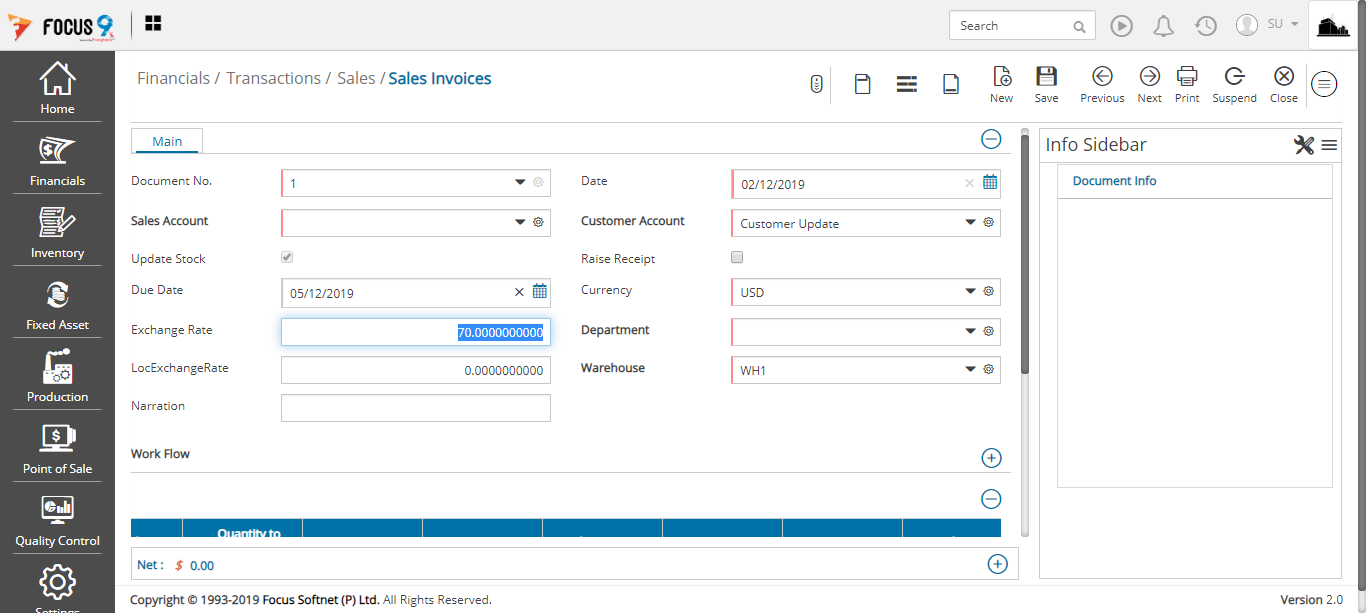 FOCUS 9
Search
SU
Home
Financials
Inventory
Fixed Asset
Production
Point of Sale
Quality Control
Settings
Financials / Transactions / Sales / Sales Invoices
New
Save
Previous
Next
Print
Suspend
Close
Main
Document No.
1
Date
02/12/2019
Sales Account
Customer Account
Customer Update
Update Stock
Raise Receipt
Due Date
05/12/2019
Currency
USD
Exchange Rate
70.0000000000
Department
LocExchangeRate
0.0000000000
Warehouse
WH1
Narration
Work Flow
Quantity to
Net : $ 0.00
Info Sidebar
Document Info
Copyright © 1993-2019 Focus Softnet (P) Ltd. All Rights Reserved.
Version 2.0